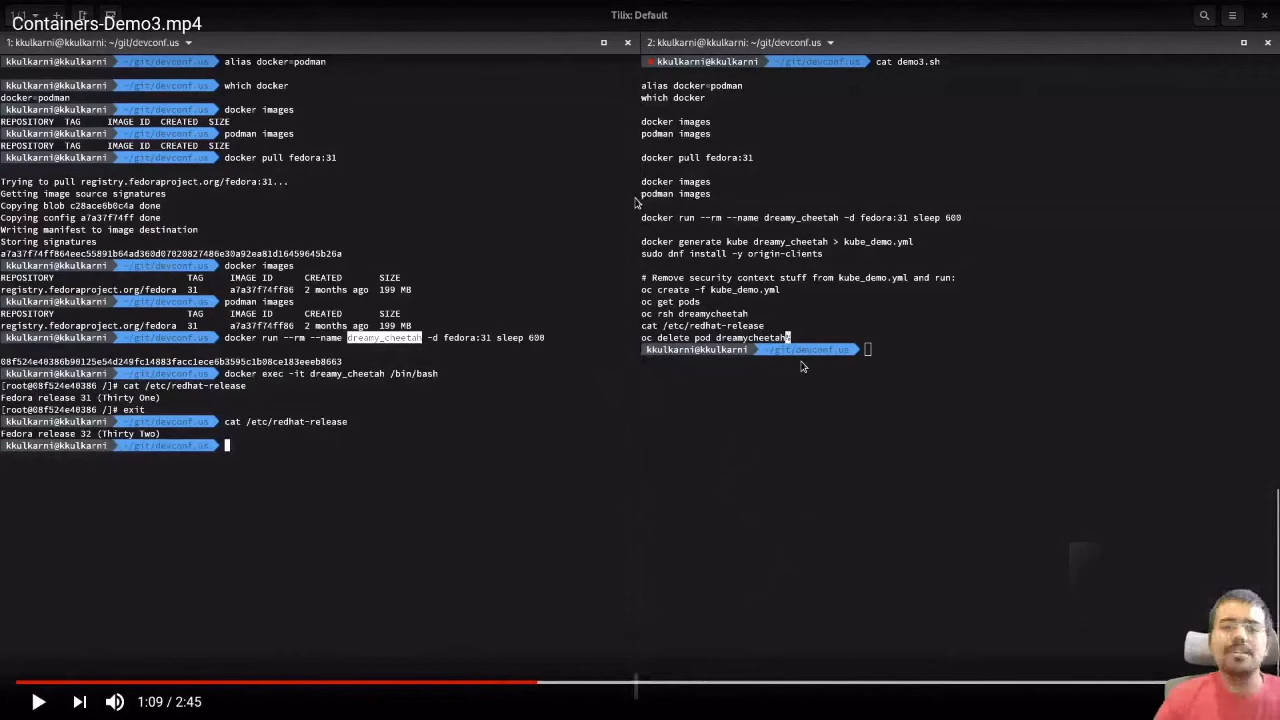 Containers-Demo3.mp4
Tilix: Default
1: kkulkarni@kkulkarni: ~/git/devconf.us
kkulkarni@kkulkarni ~/git/devconf.us alias docker=podman
kkulkarni@kkulkarni ~/git/devconf.us which docker
docker=podman
kkulkarni@kkulkarni ~/git/devconf.us docker images
REPOSITORY TAG IMAGE ID CREATED SIZE
kkulkarni@kkulkarni ~/git/devconf.us podman images
REPOSITORY TAG IMAGE ID CREATED SIZE
kkulkarni@kkulkarni ~/git/devconf.us docker pull fedora:31
Trying to pull registry.fedoraproject.org/fedora:31...
Getting image source signatures
Copying blob c28ace6b0c4a done
Copying config a7a37f74ff done
Writing manifest to image destination
Storing signatures
a7a37f74ff864eec55891b64ad360d07020827486e30a92ea81d16459645b26a
kkulkarni@kkulkarni ~/git/devconf.us docker images
REPOSITORY TAG IMAGE ID CREATED SIZE
registry.fedoraproject.org/fedora 31 a7a37f74ff86 2 months ago 199 MB
kkulkarni@kkulkarni ~/git/devconf.us podman images
REPOSITORY TAG IMAGE ID CREATED SIZE
registry.fedoraproject.org/fedora 31 a7a37f74ff86 2 months ago 199 MB
kkulkarni@kkulkarni ~/git/devconf.us docker run --rm --name dreamy_cheetah -d fedora:31 sleep 600
08f524e40386c5590ec54d249fc14883facc1lece6b3ef5965efc5ebeebb8663
kkulkarni@kkulkarni ~/git/devconf.us docker exec -it dreamy_cheetah /bin/bash
[root@08f524e40386 /]# cat /etc/redhat-release
Fedora release 31 (Thirty One)
[root@08f524e40386 /]# exit
kkulkarni@kkulkarni ~/git/devconf.us cat /etc/redhat-release
Fedora release 32 (Thirty Two)
kkulkarni@kkulkarni ~/git/devconf.us
2: kkulkarni@kkulkarni: ~/git/devconf.us
kkulkarni@kkulkarni ~/git/devconf.us cat demo3.sh
alias docker=podman
which docker
docker images
podman images
docker pull fedora:31
docker images
podman images
docker run --rm --name dreamy_cheetah -d fedora:31 sleep 600
docker generate kube dreamy_cheetah > kube_demo.yml
sudo dnf install -y origin-clients
# Remove security context stuff from kube_demo.yml and run:
oc create -f kube_demo.yml
oc get pods
oc rsh dreamycheetah
cat /etc/redhat-release
oc delete pod dreamycheetah%
kkulkarni@kkulkarni ~/git/devconf.us
1:09 / 2:45